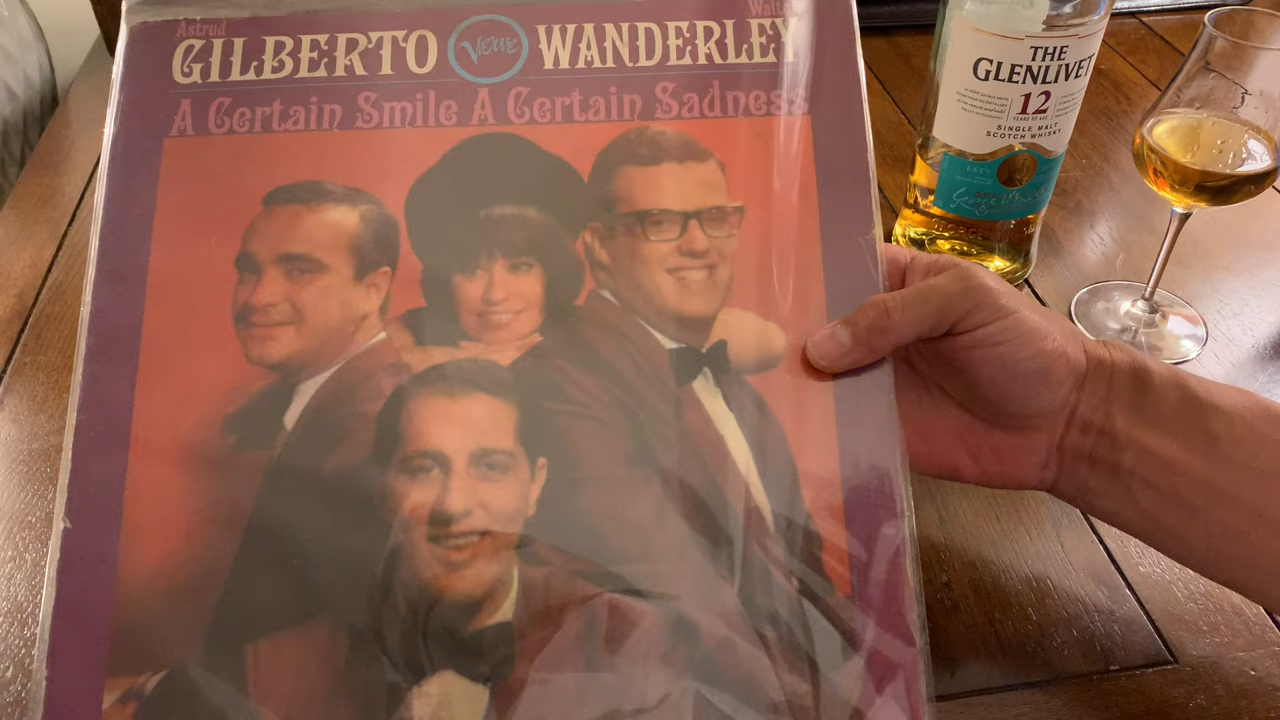 Astrud
GILBERTO Verve WANDERLEY
A Certain Smile A Certain Sadness
THE
GLENLIVET
12
YEARS OF AGE
SINGLE MALT
SCOTCH WHISKY